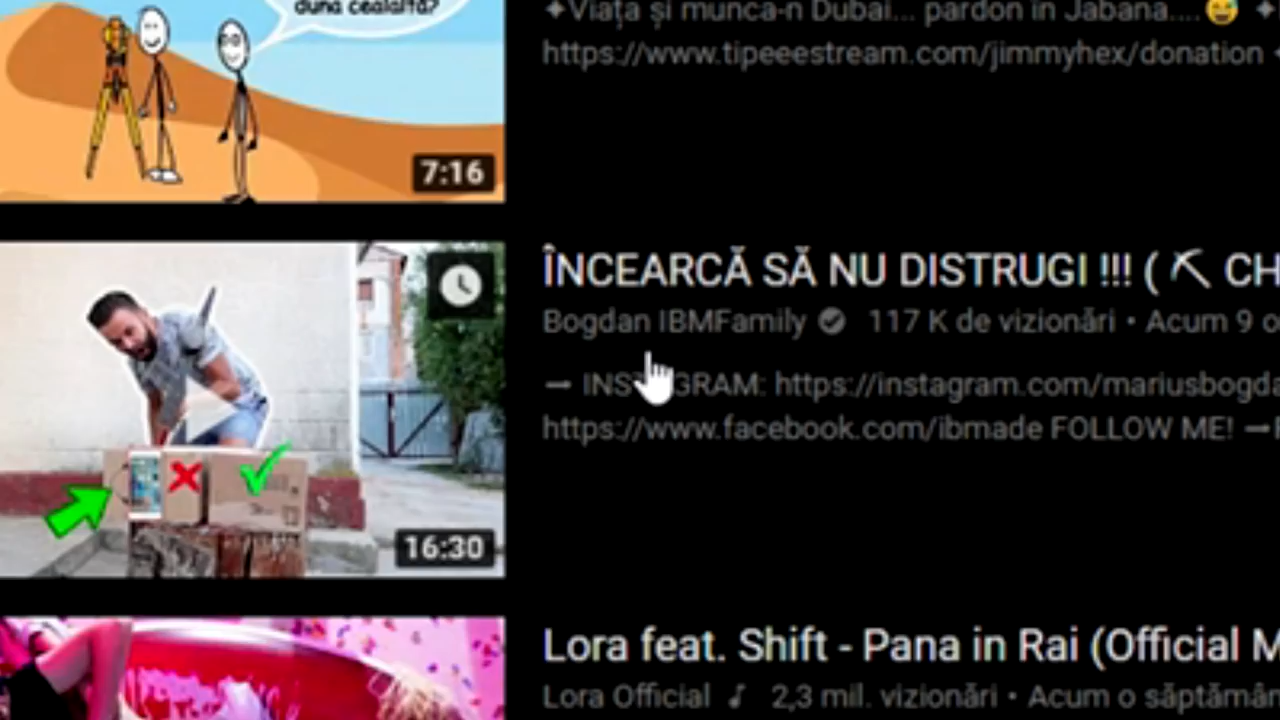 duna cealaltă?
✦Viața și munca-n Dubai... pardon în Jabana....😅 ✦
https://www.tipeeestream.com/jimmyhex/donation
7:16
ÎNCEARCĂ SĂ NU DISTRUGI !!! ( ⛏ CH
Bogdan IBMFamily 117 K de vizionări • Acum 9 o
— INSTAGRAM: https://instagram.com/mariusbogda
https://www.facebook.com/ibmade FOLLOW ME! —
16:30
Lora feat. Shift - Pana in Rai (Official M
Lora Official ♪ 2,3 mil. vizionări • Acum o săptămân